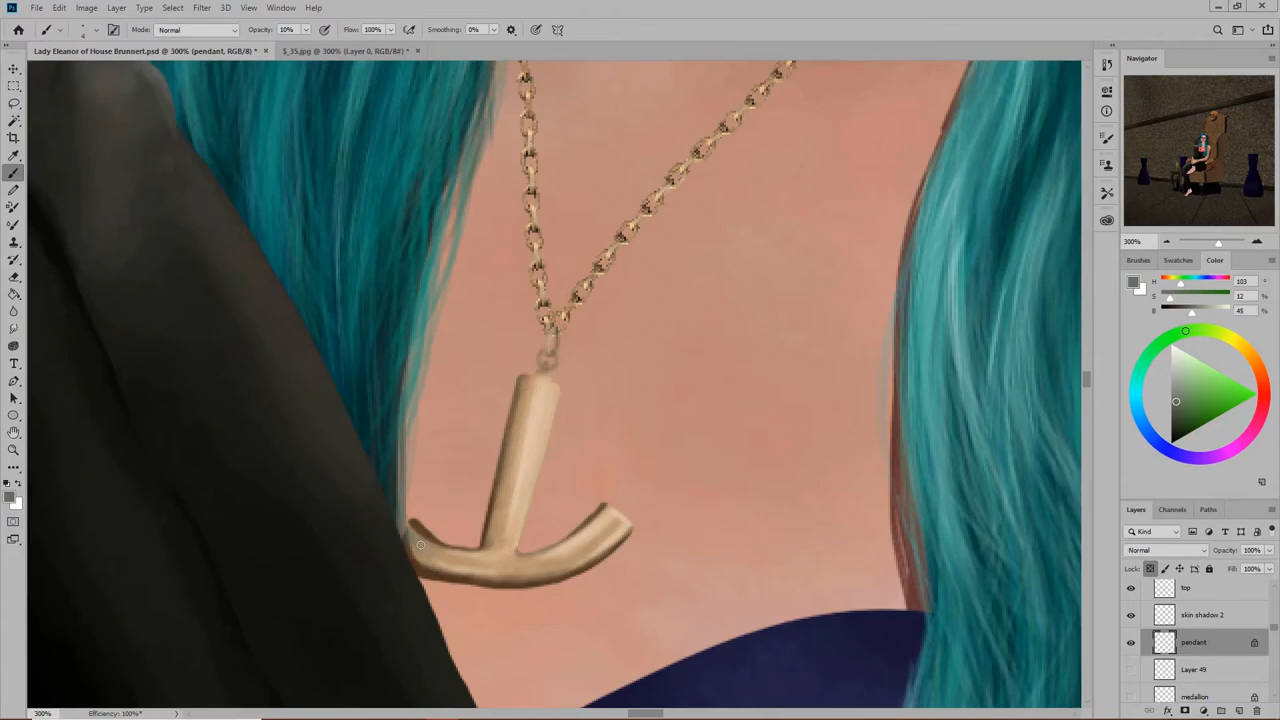 File Edit Image Layer Type Select Filter 3D View Window Help
4 Mode: Normal Opacity: 10% Flow: 100% Smoothing: 0%
Lady Eleanor of House Brunnert.psd @ 300% (pendant, RGB/8) * × S_35.jpg @ 300% (Layer 0, RGB/8#) * ×
Navigator
300%
Brushes Swatches Color
H 103 °
S 12 %
B 45 %
Layers Channels Paths
Kind
Normal Opacity: 100%
Lock: Fill: 100%
top
skin shadow 2
pendant
Layer 49
medallion
300% Efficiency: 100%*